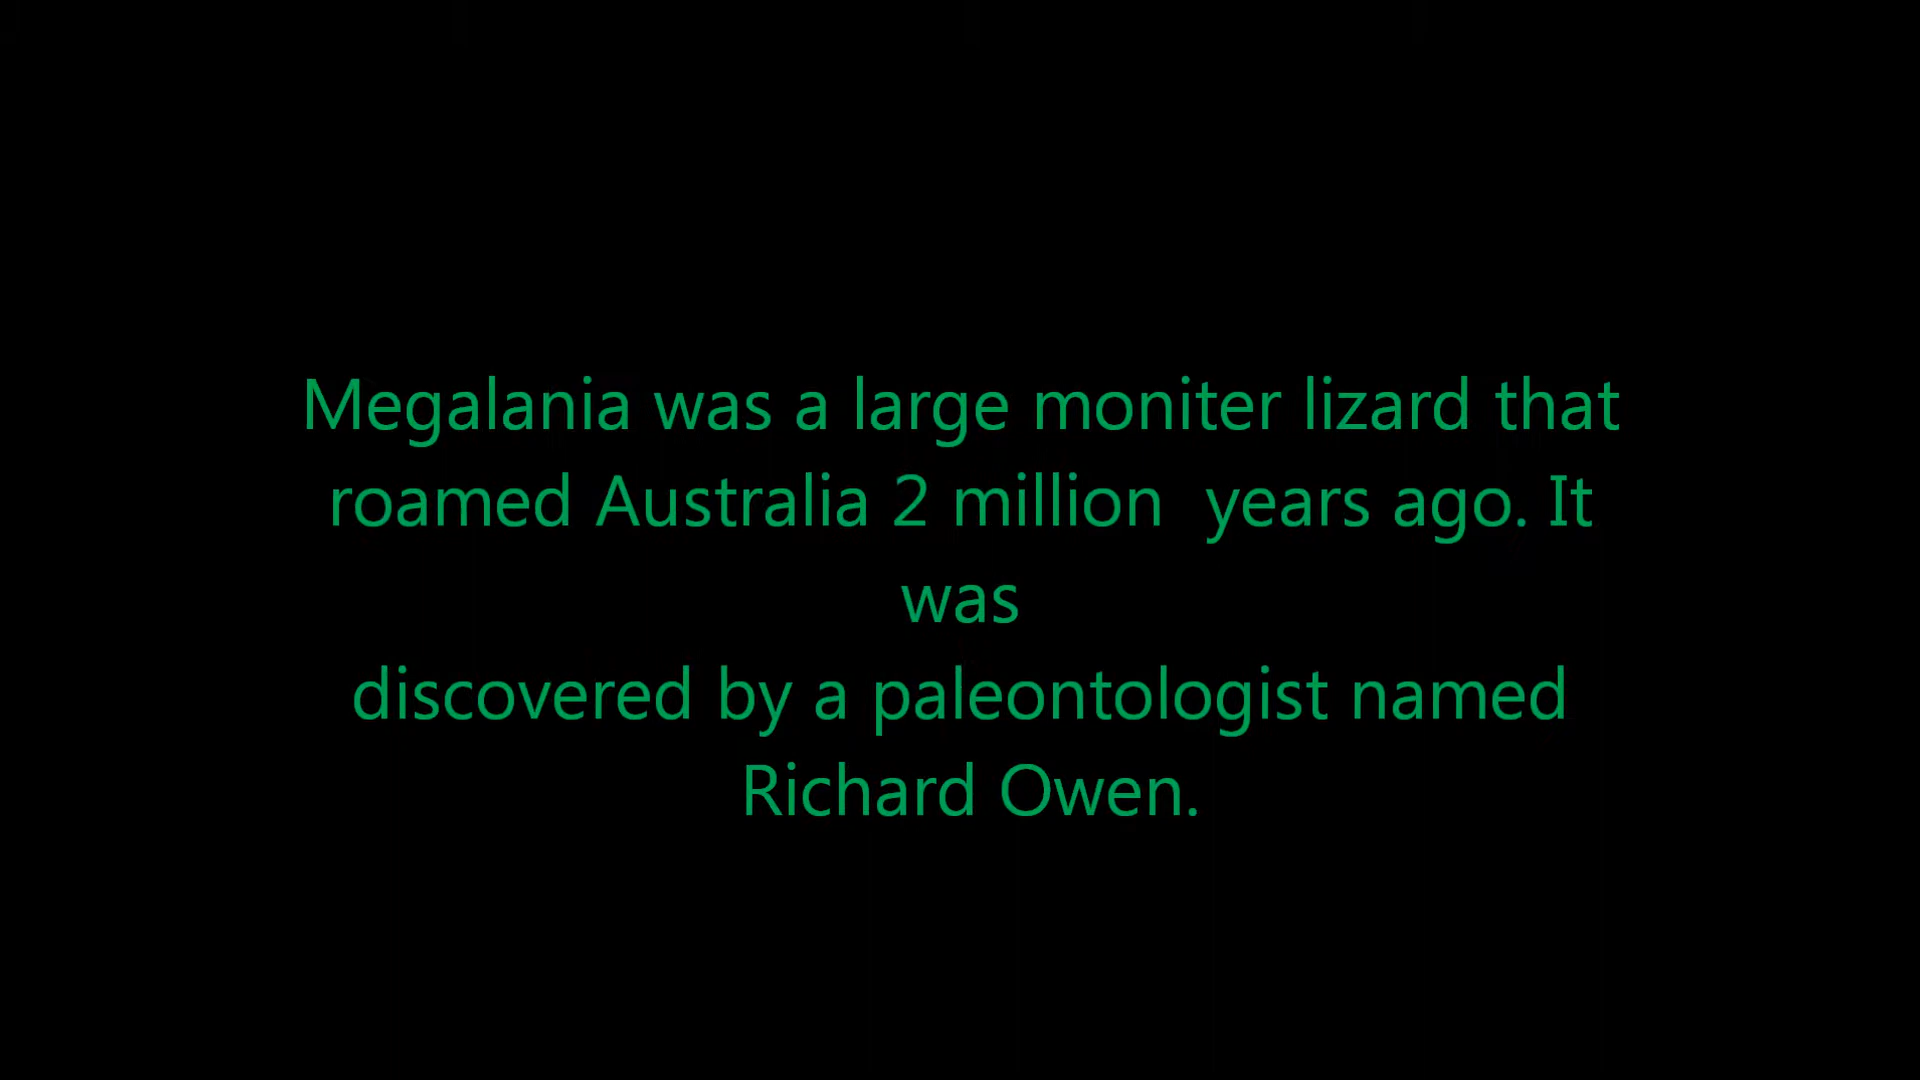 Megalania was a large moniter lizard that
roamed Australia 2 million  years ago. It
was
discovered by a paleontologist named
Richard Owen.